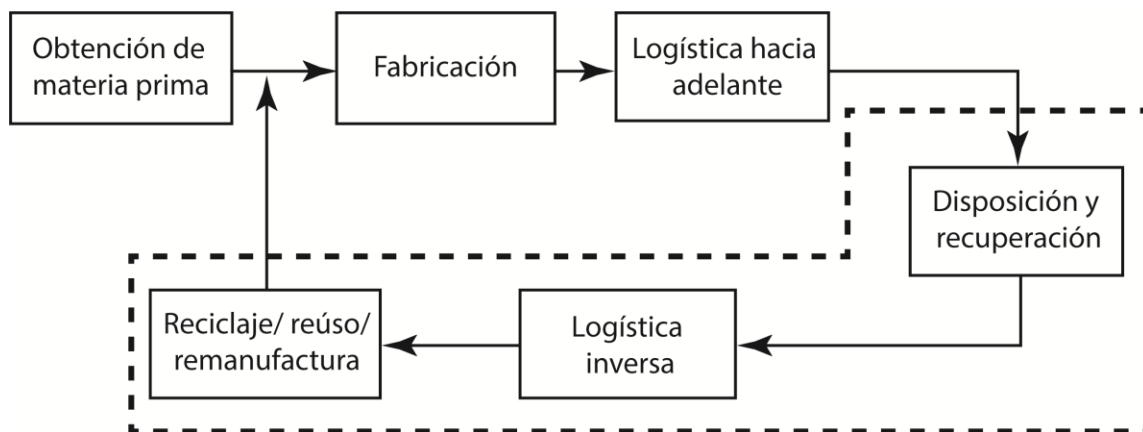 Obtención de
materia prima
Fabricación
Logística hacia
adelante
Disposición y
recuperación
Logística
inversa
Reciclaje/ reúso/
remanufactura